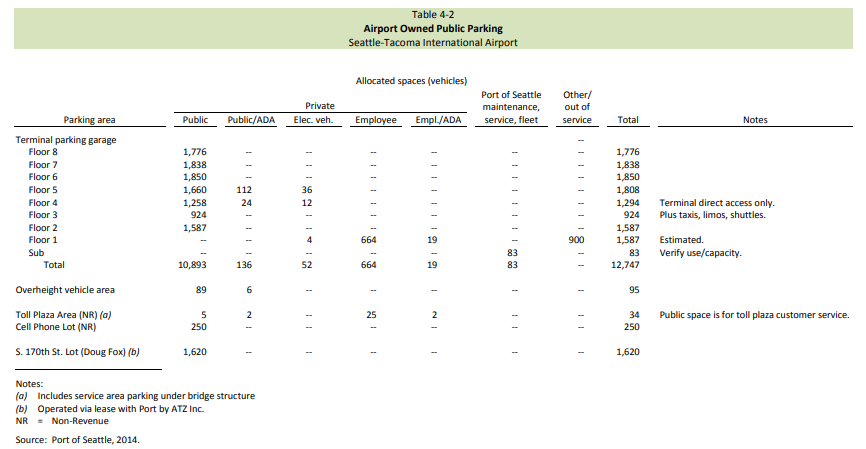 Table 4-2
Airport Owned Public Parking
Seattle-Tacoma International Airport
Allocated spaces (vehicles)
Private
Port of Seattle maintenance, service, fleet
Other/ out of service
Parking area Public Public/ADA Elec. veh. Employee Empl./ADA Total Notes
Terminal parking garage --
Floor 8 1,776 -- -- -- -- -- -- 1,776
Floor 7 1,838 -- -- -- -- -- -- 1,838
Floor 6 1,850 -- -- -- -- -- -- 1,850
Floor 5 1,660 112 36 -- -- -- -- 1,808
Floor 4 1,258 24 12 -- -- -- -- 1,294 Terminal direct access only.
Floor 3 924 -- -- -- -- -- -- 924 Plus taxis, limos, shuttles.
Floor 2 1,587 -- -- -- -- -- -- 1,587
Floor 1 -- -- 4 664 19 -- 900 1,587 Estimated.
Sub -- -- -- -- -- 83 -- 83 Verify use/capacity.
Total 10,893 136 52 664 19 83 -- 12,747
Overheight vehicle area 89 6 -- -- -- -- -- 95
Toll Plaza Area (NR) (a) 5 2 -- 25 2 -- -- 34 Public space is for toll plaza customer service.
Cell Phone Lot (NR) 250 -- -- -- -- -- -- 250
S. 170th St. Lot (Doug Fox) (b) 1,620 -- -- -- -- -- -- 1,620
Notes:
(a) Includes service area parking under bridge structure
(b) Operated via lease with Port by ATZ Inc.
NR = Non-Revenue
Source: Port of Seattle, 2014.